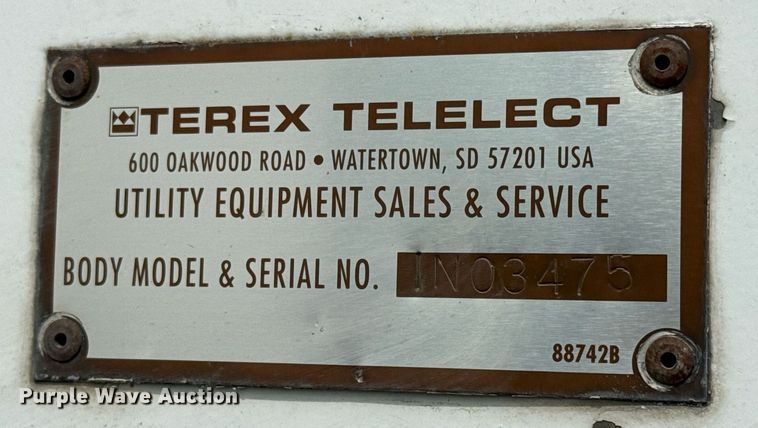 TEREX TELELECT
600 OAKWOOD ROAD • WATERTOWN, SD 57201 USA
UTILITY EQUIPMENT SALES & SERVICE
BODY MODEL & SERIAL NO. IN03475
88742B
Purple Wave Auction